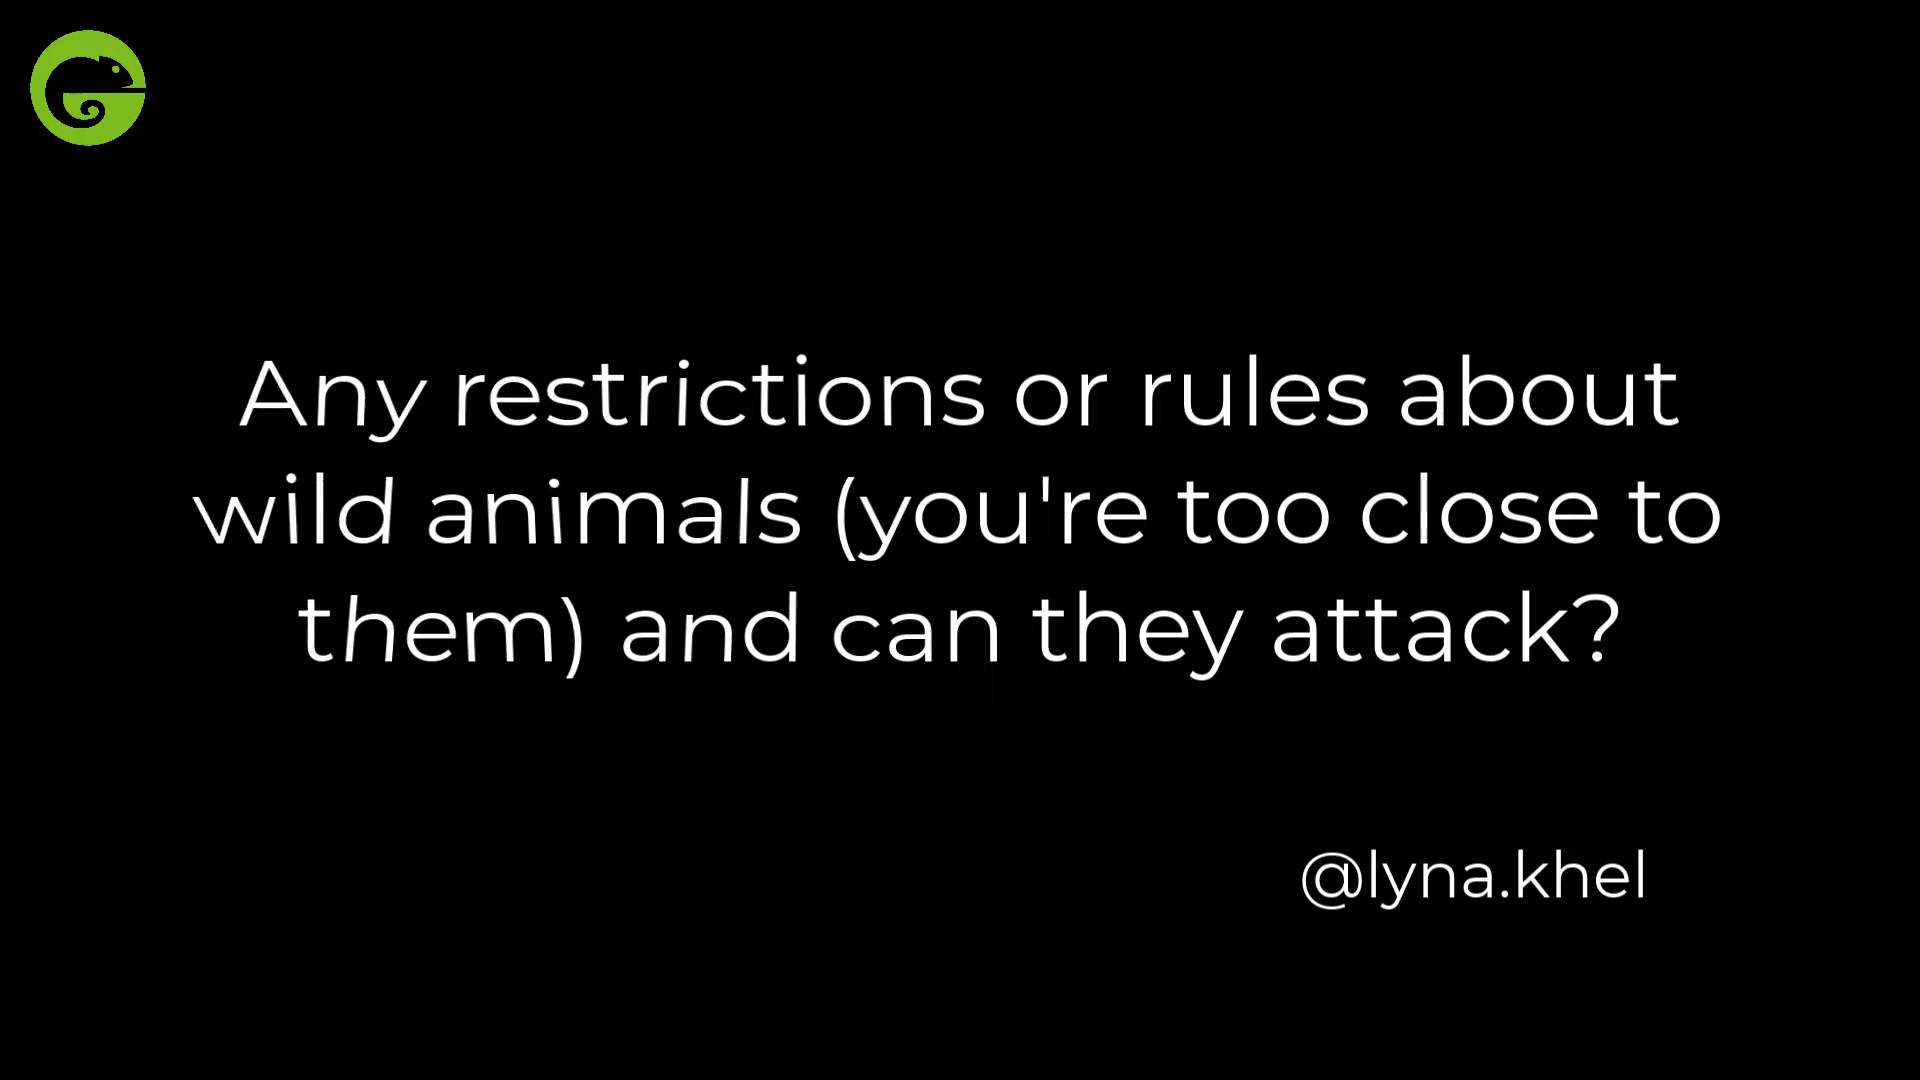 Any restrictions or rules about
wild animals (you're too close to
them) and can they attack?
@lyna.khel